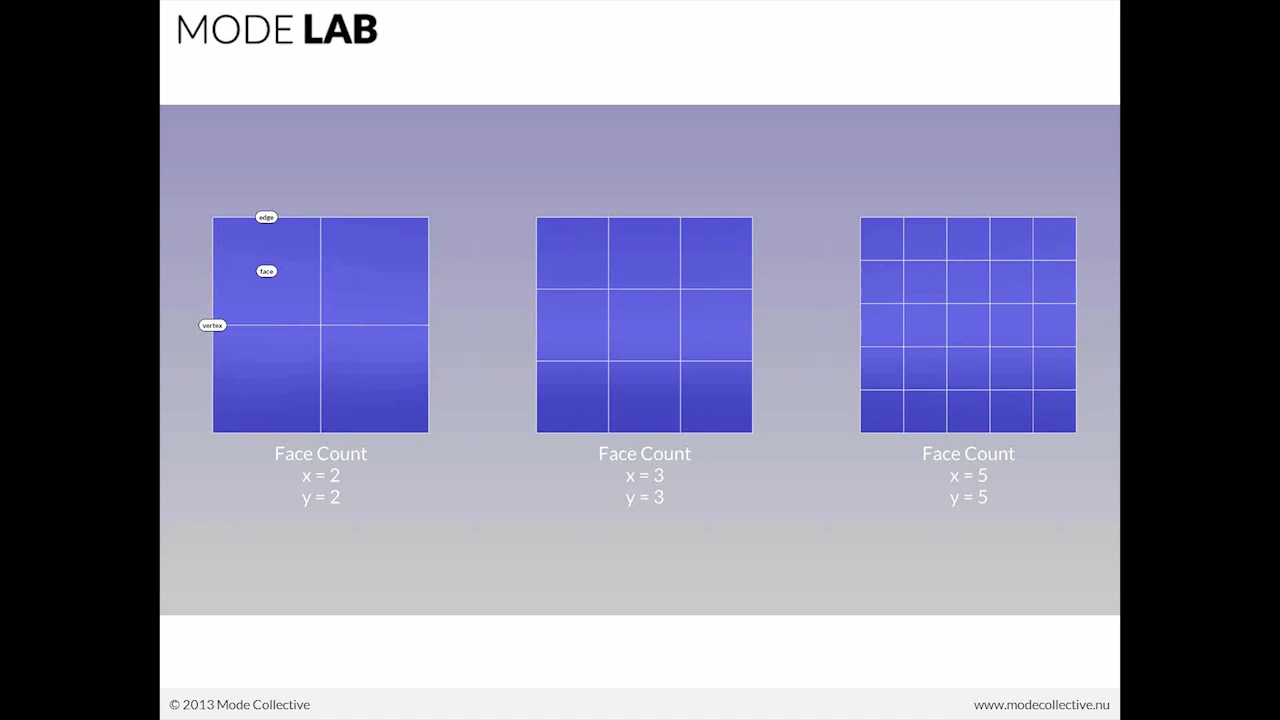 MODE LAB
edge
face
vertex
Face Count
x = 2
y = 2
Face Count
x = 3
y = 3
Face Count
x = 5
y = 5
© 2013 Mode Collective
www.modecollective.nu